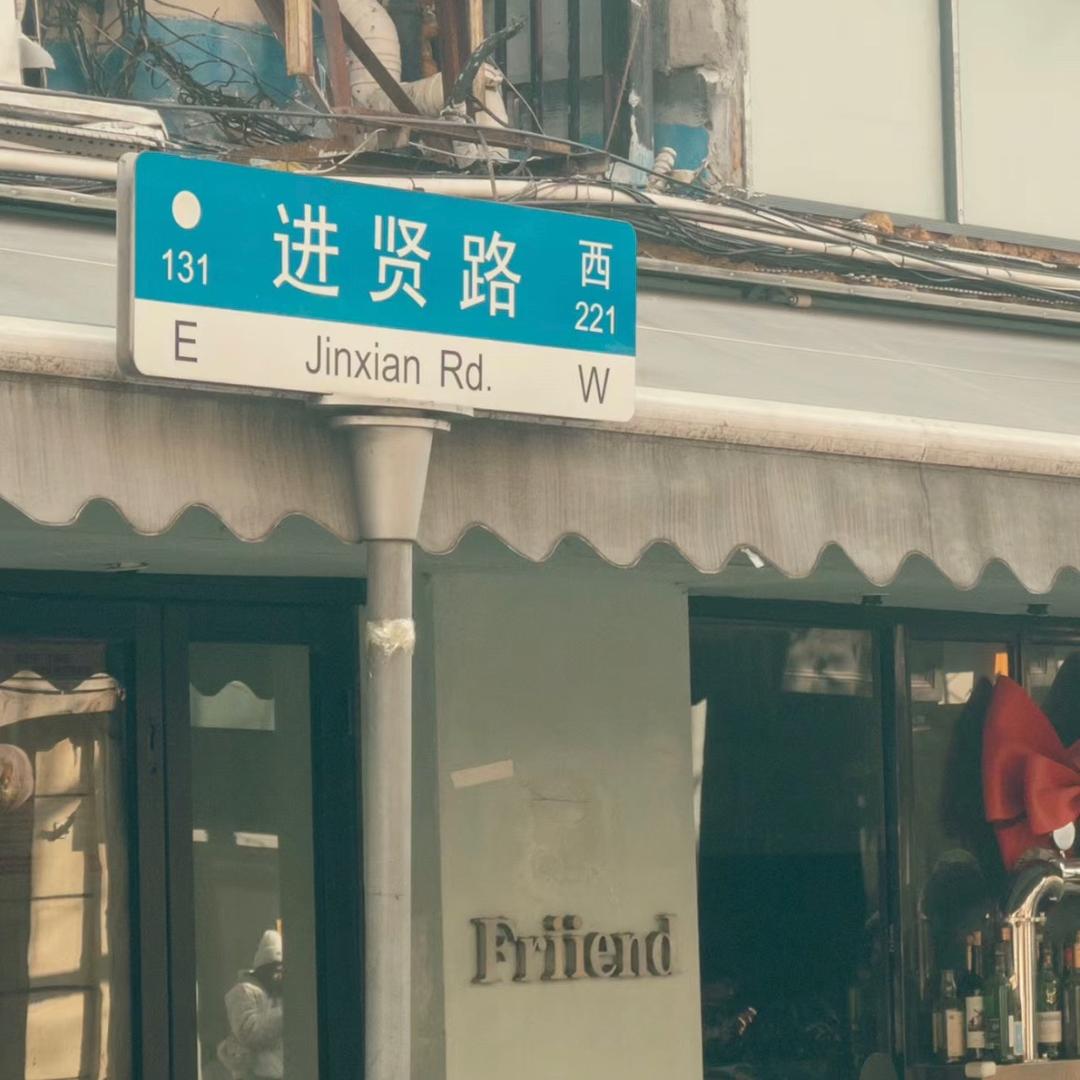 进贤路 西
131 221
E Jinxian Rd. W
Friiend